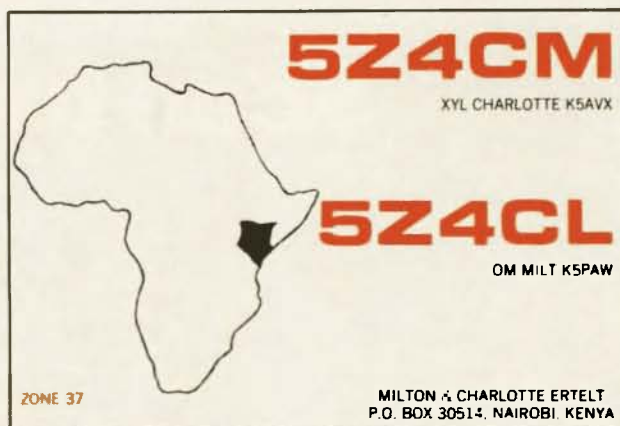 5Z4CM
XYL CHARLOTTE K5AVX
5Z4CL
OM MILT K5PAW
ZONE 37
MILTON & CHARLOTTE ERTELT
P.O. BOX 30514, NAIROBI, KENYA